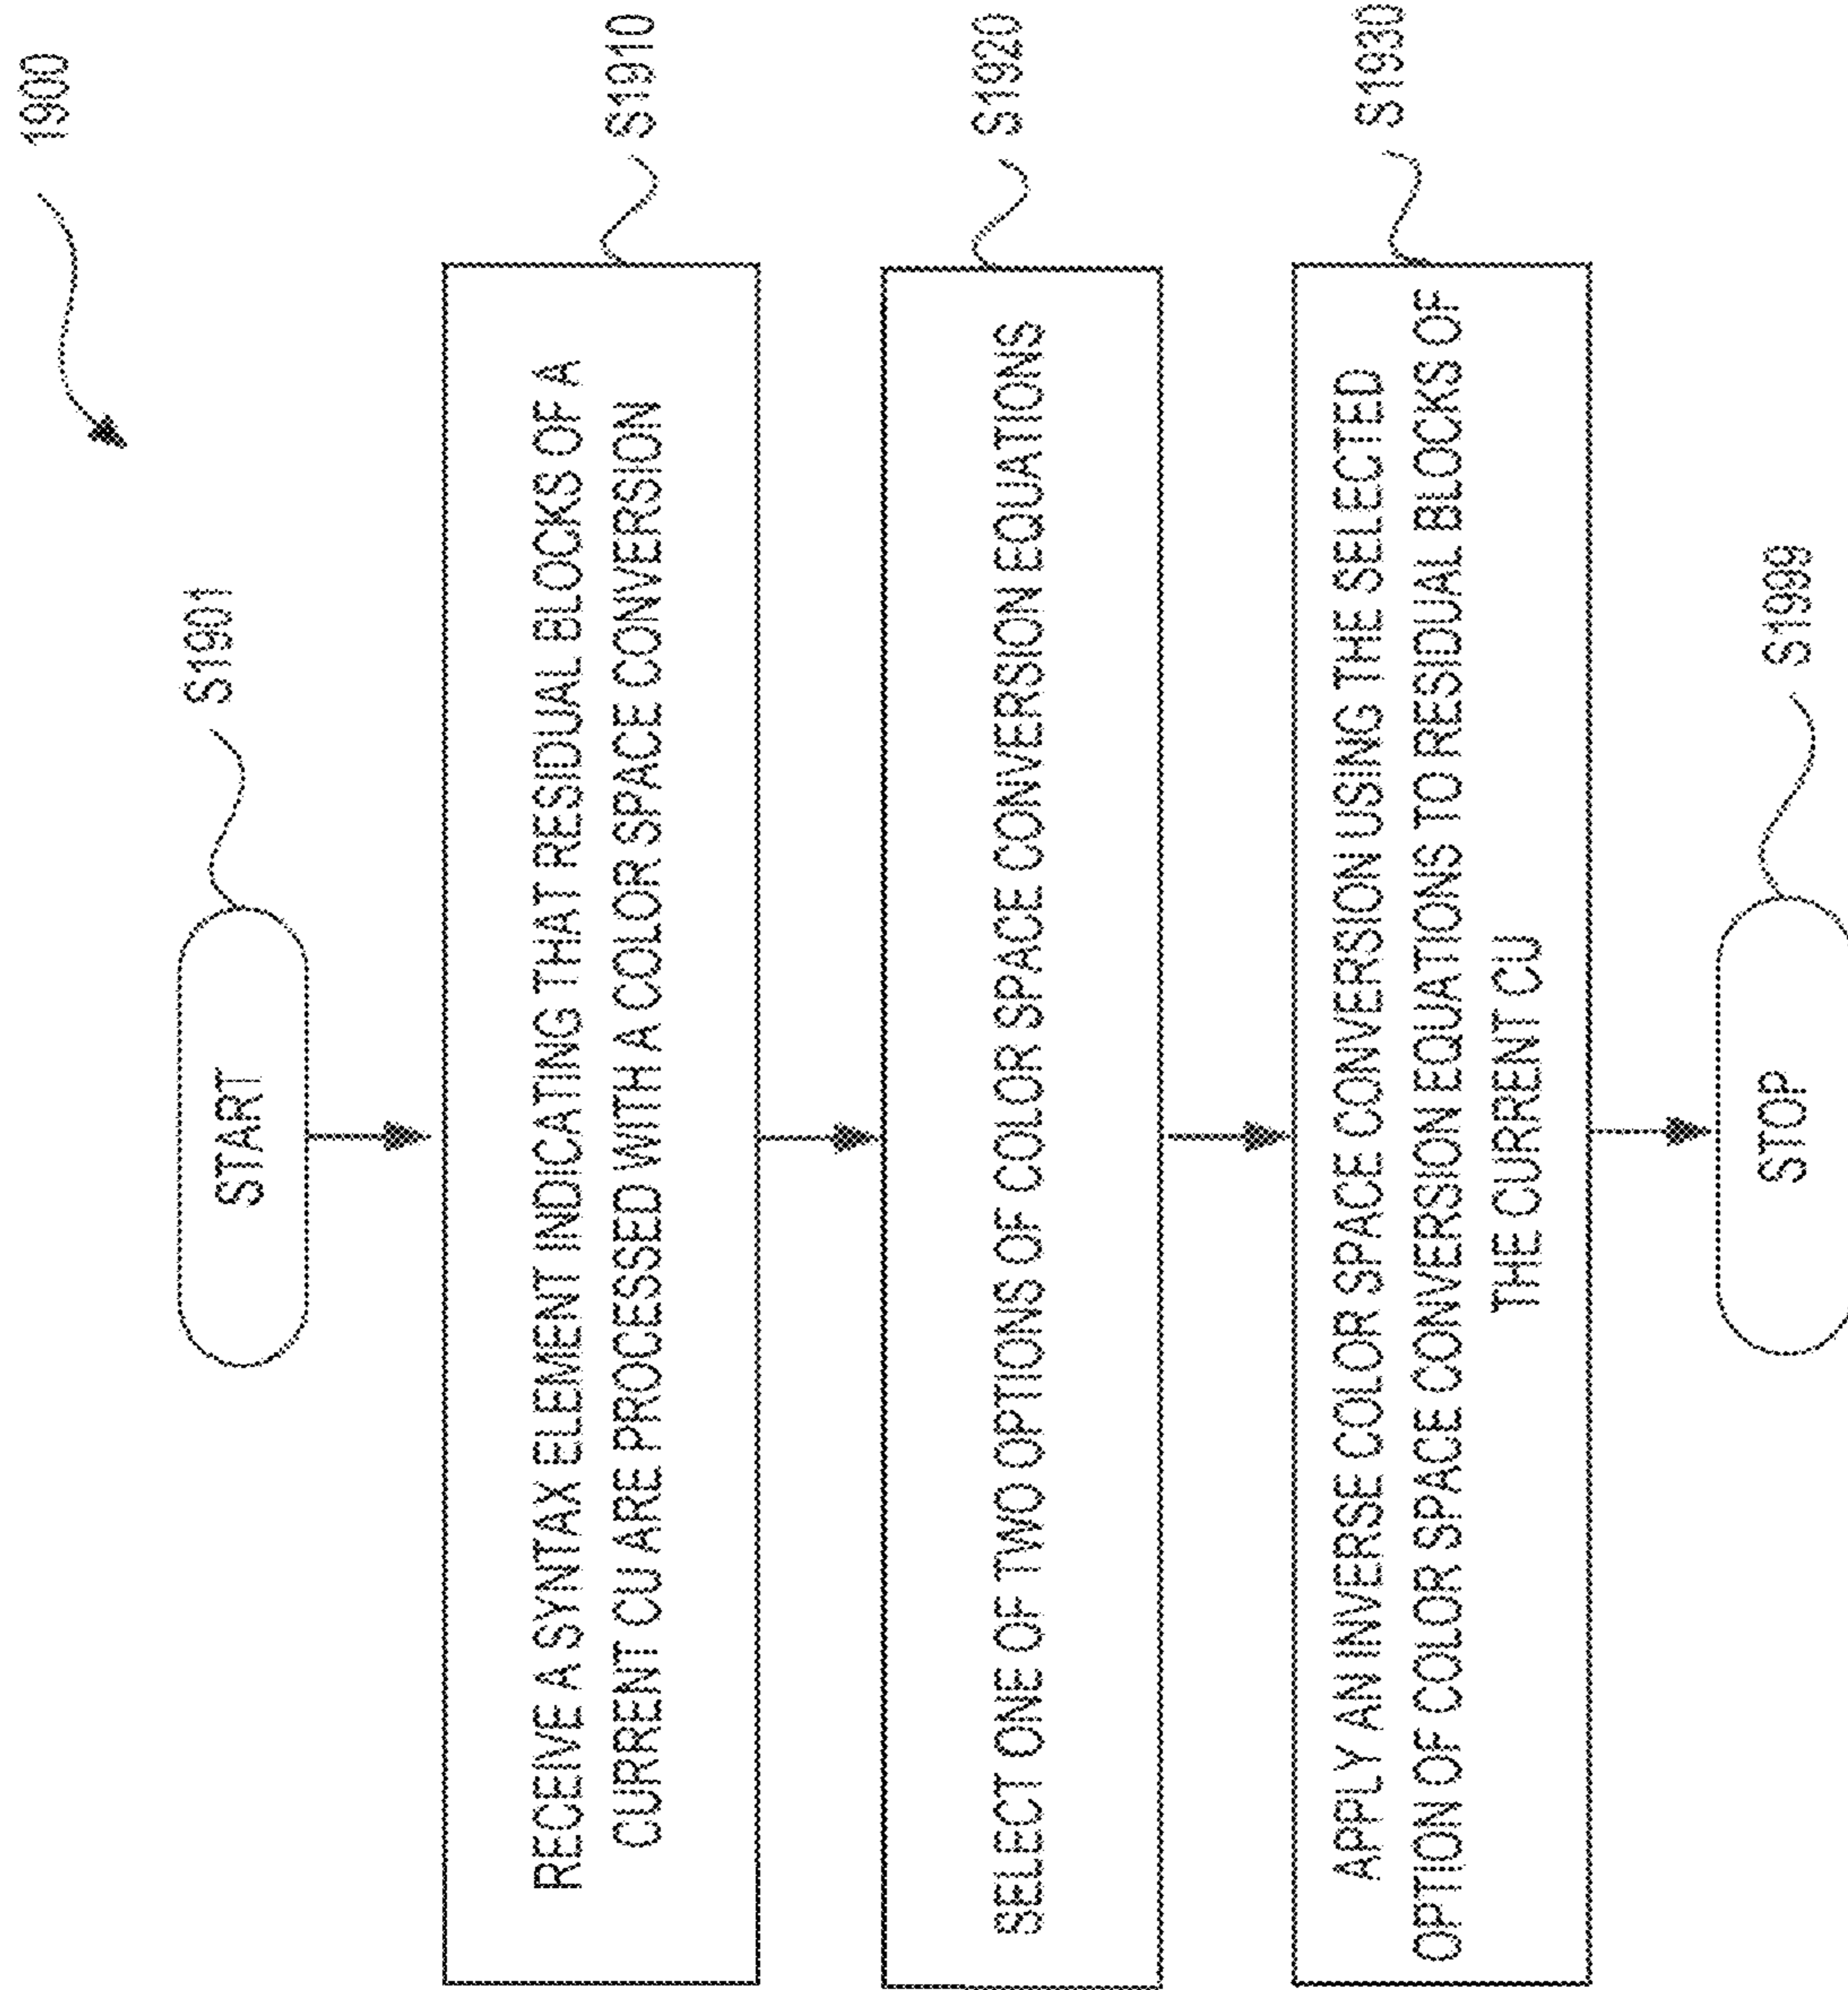 1900
S1901
START
RECEIVE A SYNTAX ELEMENT INDICATING THAT RESIDUAL BLOCKS OF A
CURRENT CU ARE PROCESSED WITH A COLOR SPACE CONVERSION
S1910
SELECT ONE OF TWO OPTIONS OF COLOR SPACE CONVERSION EQUATIONS
S1920
APPLY AN INVERSE COLOR SPACE CONVERSION USING THE SELECTED
OPTION OF COLOR SPACE CONVERSION EQUATIONS TO RESIDUAL BLOCKS OF
THE CURRENT CU
S1930
STOP
S1999